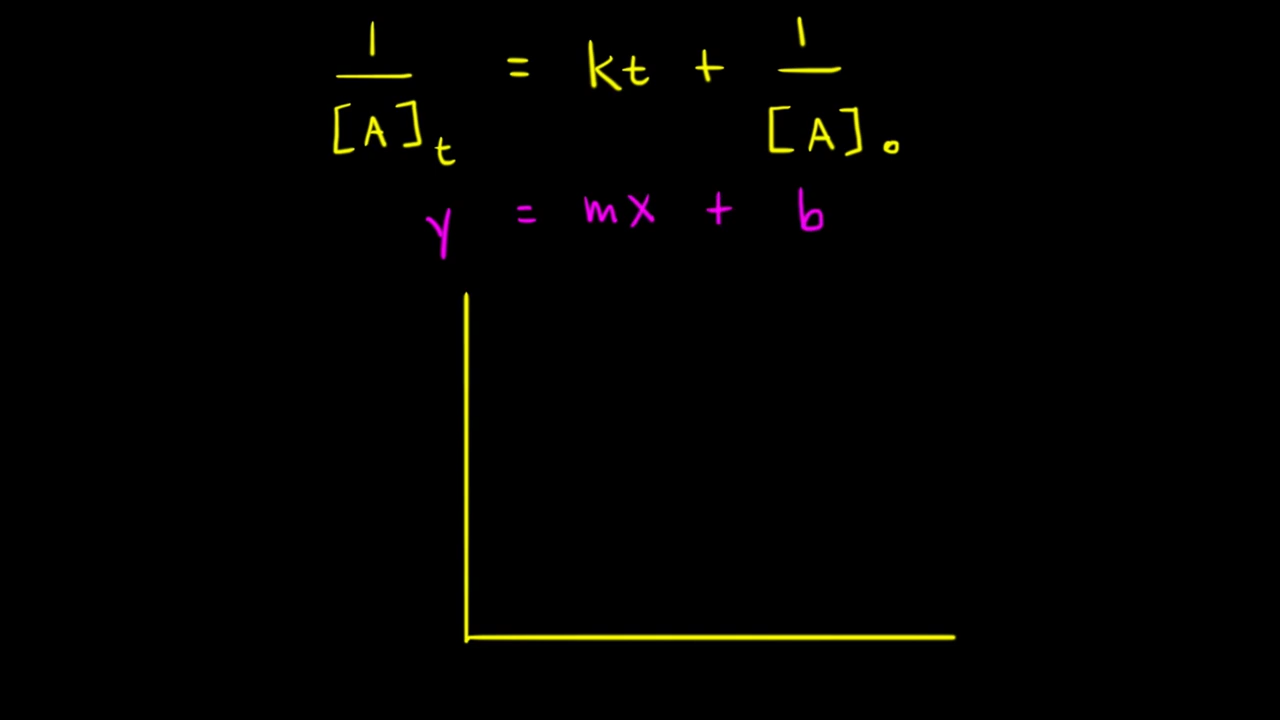 1/[A]t = kt + 1/[A]₀
y = mx + b